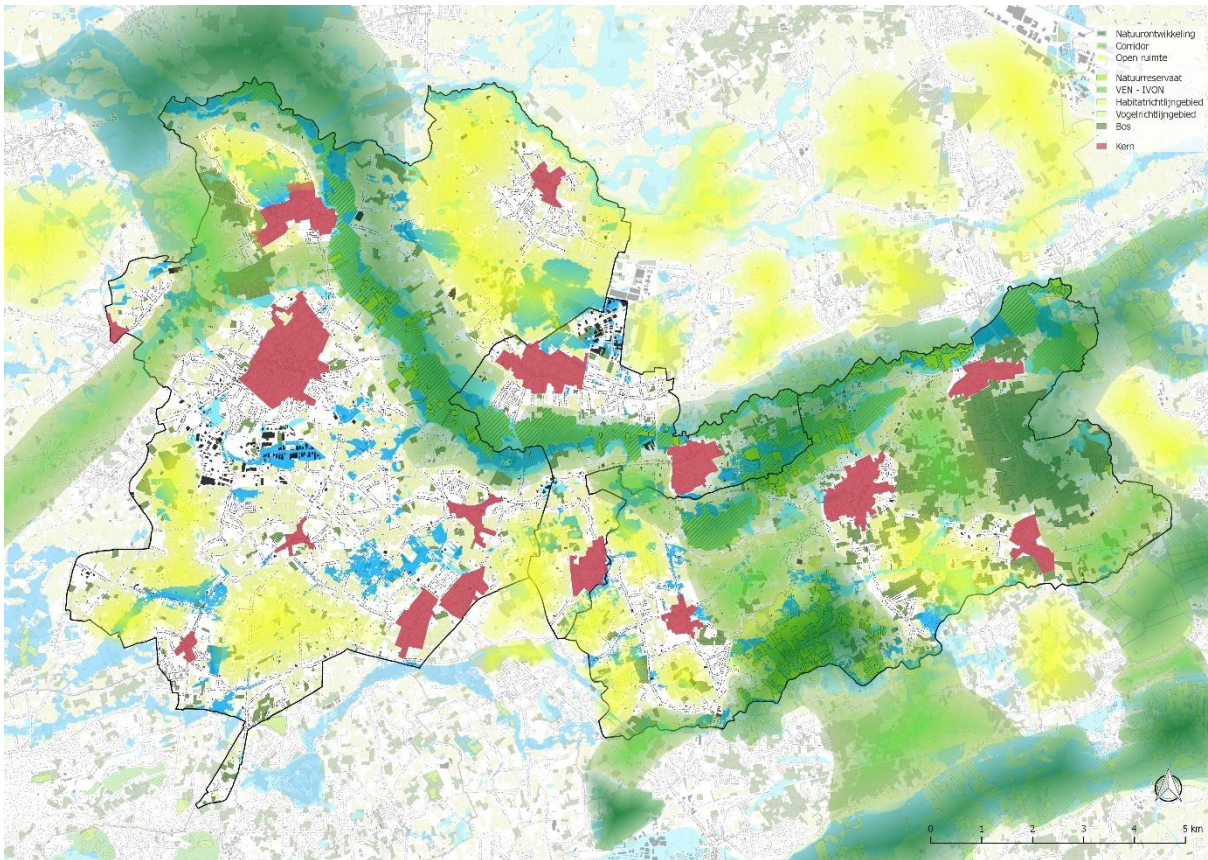 Natuurontwikkeling
Corridor
Open ruimte
Natuurreservaat
VEN - IVON
Habitatrichtlijngebied
Vogelrichtlijngebied
Bos
Kern
0 1 2 3 4 5 km